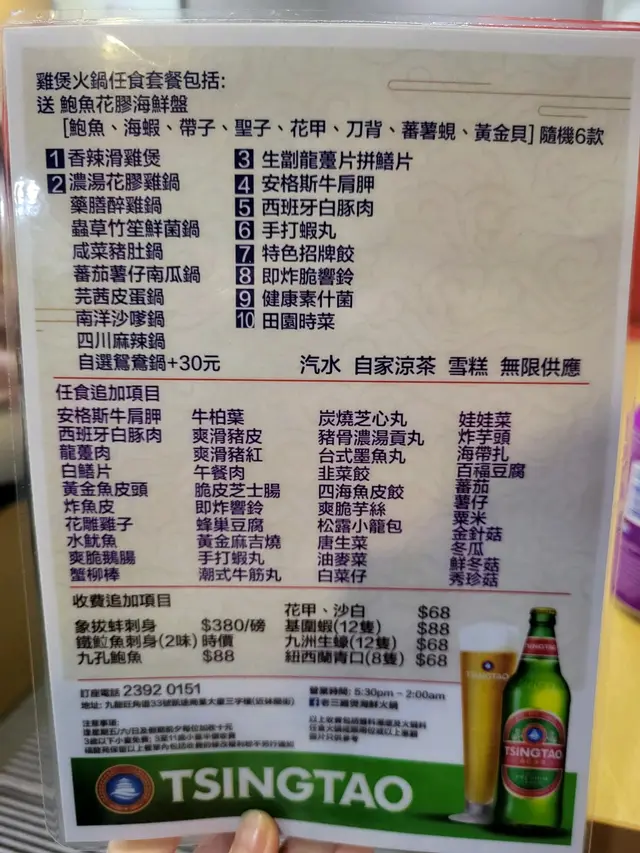 雞煲火鍋任食套餐包括:
送 鮑魚花膠海鮮盤
[鮑魚、海蝦、帶子、聖子、花甲、刀背、蕃薯蜆、黃金貝] 隨機6款
1 香辣滑雞煲
2 濃湯花膠雞鍋
藥膳醉雞鍋
蟲草竹笙鮮菌鍋
咸菜豬肚鍋
蕃茄薯仔南瓜鍋
芫茜皮蛋鍋
南洋沙嗲鍋
四川麻辣鍋
自選鴛鴦鍋+30元
3 生劏龍躉片拼鱔片
4 安格斯牛肩胛
5 西班牙白豚肉
6 手打蝦丸
7 特色招牌餃
8 即炸脆響鈴
9 健康素什菌
10 田園時菜
汽水 自家涼茶 雪糕 無限供應
任食追加項目
安格斯牛肩胛
西班牙白豚肉
龍躉肉
白鱔片
黃金魚皮頭
炸魚皮
花雕雞子
水魷魚
爽脆鵝腸
蟹柳棒
牛柏葉
爽滑豬皮
爽滑豬紅
午餐肉
脆皮芝士腸
即炸響鈴
蜂巢豆腐
黃金麻吉燒
手打蝦丸
潮式牛筋丸
炭燒芝心丸
豬骨濃湯貢丸
台式墨魚丸
韭菜餃
四海魚皮餃
爽脆芋絲
松露小籠包
唐生菜
油麥菜
白菜仔
娃娃菜
炸芋頭
海帶扎
百福豆腐
蕃茄
薯仔
粟米
金針菇
冬瓜
鮮冬菇
秀珍菇
收費追加項目
象拔蚌刺身 $380/磅
鐵𩶘魚刺身(2味) 時價
九孔鮑魚 $88
花甲、沙白 $68
基圍蝦(12隻) $88
九洲生蠔(12隻) $68
紐西蘭青口(8隻) $68
訂座電話 2392 0151
營業時間: 5:30pm - 2:00am
注意事項:
TSINGTAO
TSINGTAO
TSINGTAO